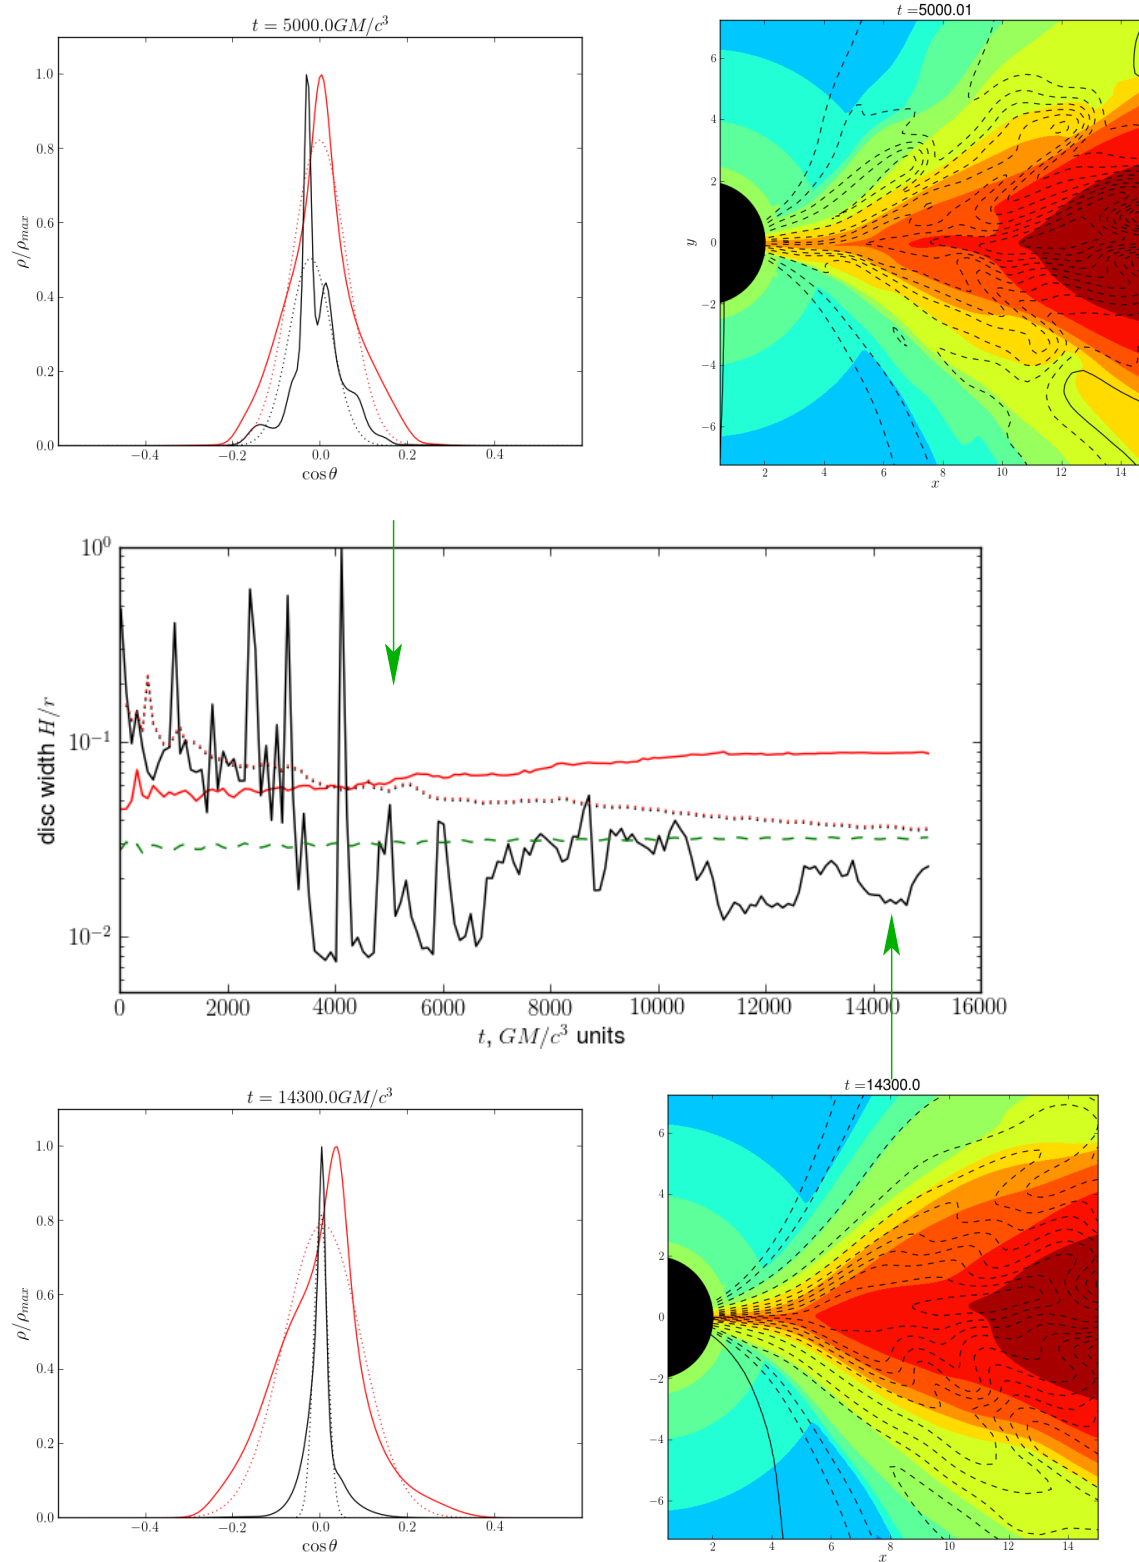 t = 5000.0GM/c³
t =5000.01
1.0
0.8
0.6
0.4
0.2
0.0
ρ/ρmax
−0.4 −0.2 0.0 0.2 0.4
cos θ
6
4
2
0
−2
−4
−6
y
2 4 6 8 10 12 14
x
10⁰
10⁻¹
10⁻²
disc width H/r
0 2000 4000 6000 8000 10000 12000 14000 16000
t, GM/c³ units
t = 14300.0GM/c³
t =14300.0
1.0
0.8
0.6
0.4
0.2
0.0
ρ/ρmax
−0.4 −0.2 0.0 0.2 0.4
cos θ
6
4
2
0
−2
−4
−6
2 4 6 8 10 12 14
x